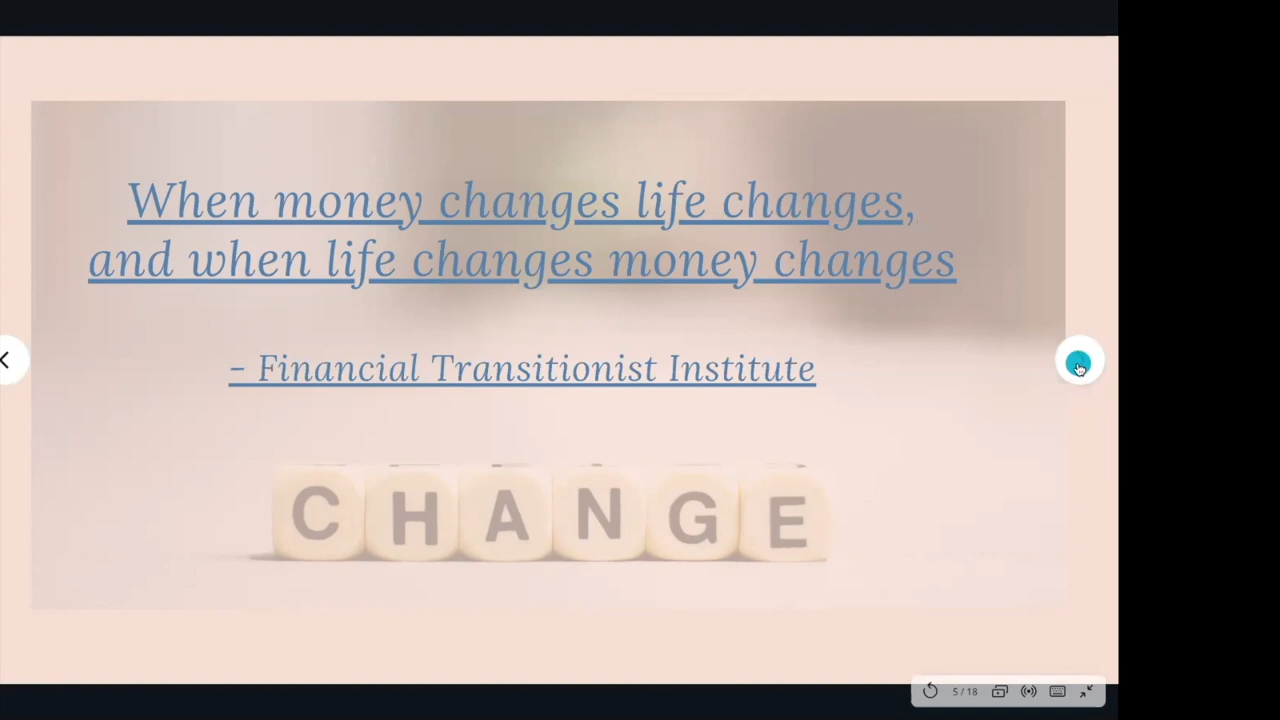 When money changes life changes,
and when life changes money changes
- Financial Transitionist Institute
CHANGE
5 / 18